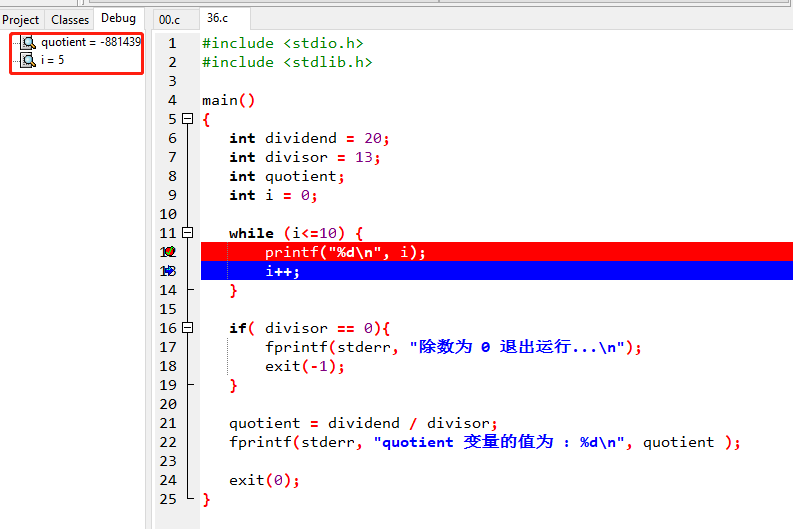 Project Classes Debug 00.c 36.c
quotient = -881439
i = 5
1 #include <stdio.h>
2 #include <stdlib.h>
3
4 main()
5 {
6 int dividend = 20;
7 int divisor = 13;
8 int quotient;
9 int i = 0;
10
11 while (i<=10) {
12 printf("%d\n", i);
13 i++;
14 }
15
16 if( divisor == 0){
17 fprintf(stderr, "除数为 0 退出运行...\n");
18 exit(-1);
19 }
20
21 quotient = dividend / divisor;
22 fprintf(stderr, "quotient 变量的值为 : %d\n", quotient );
23
24 exit(0);
25 }